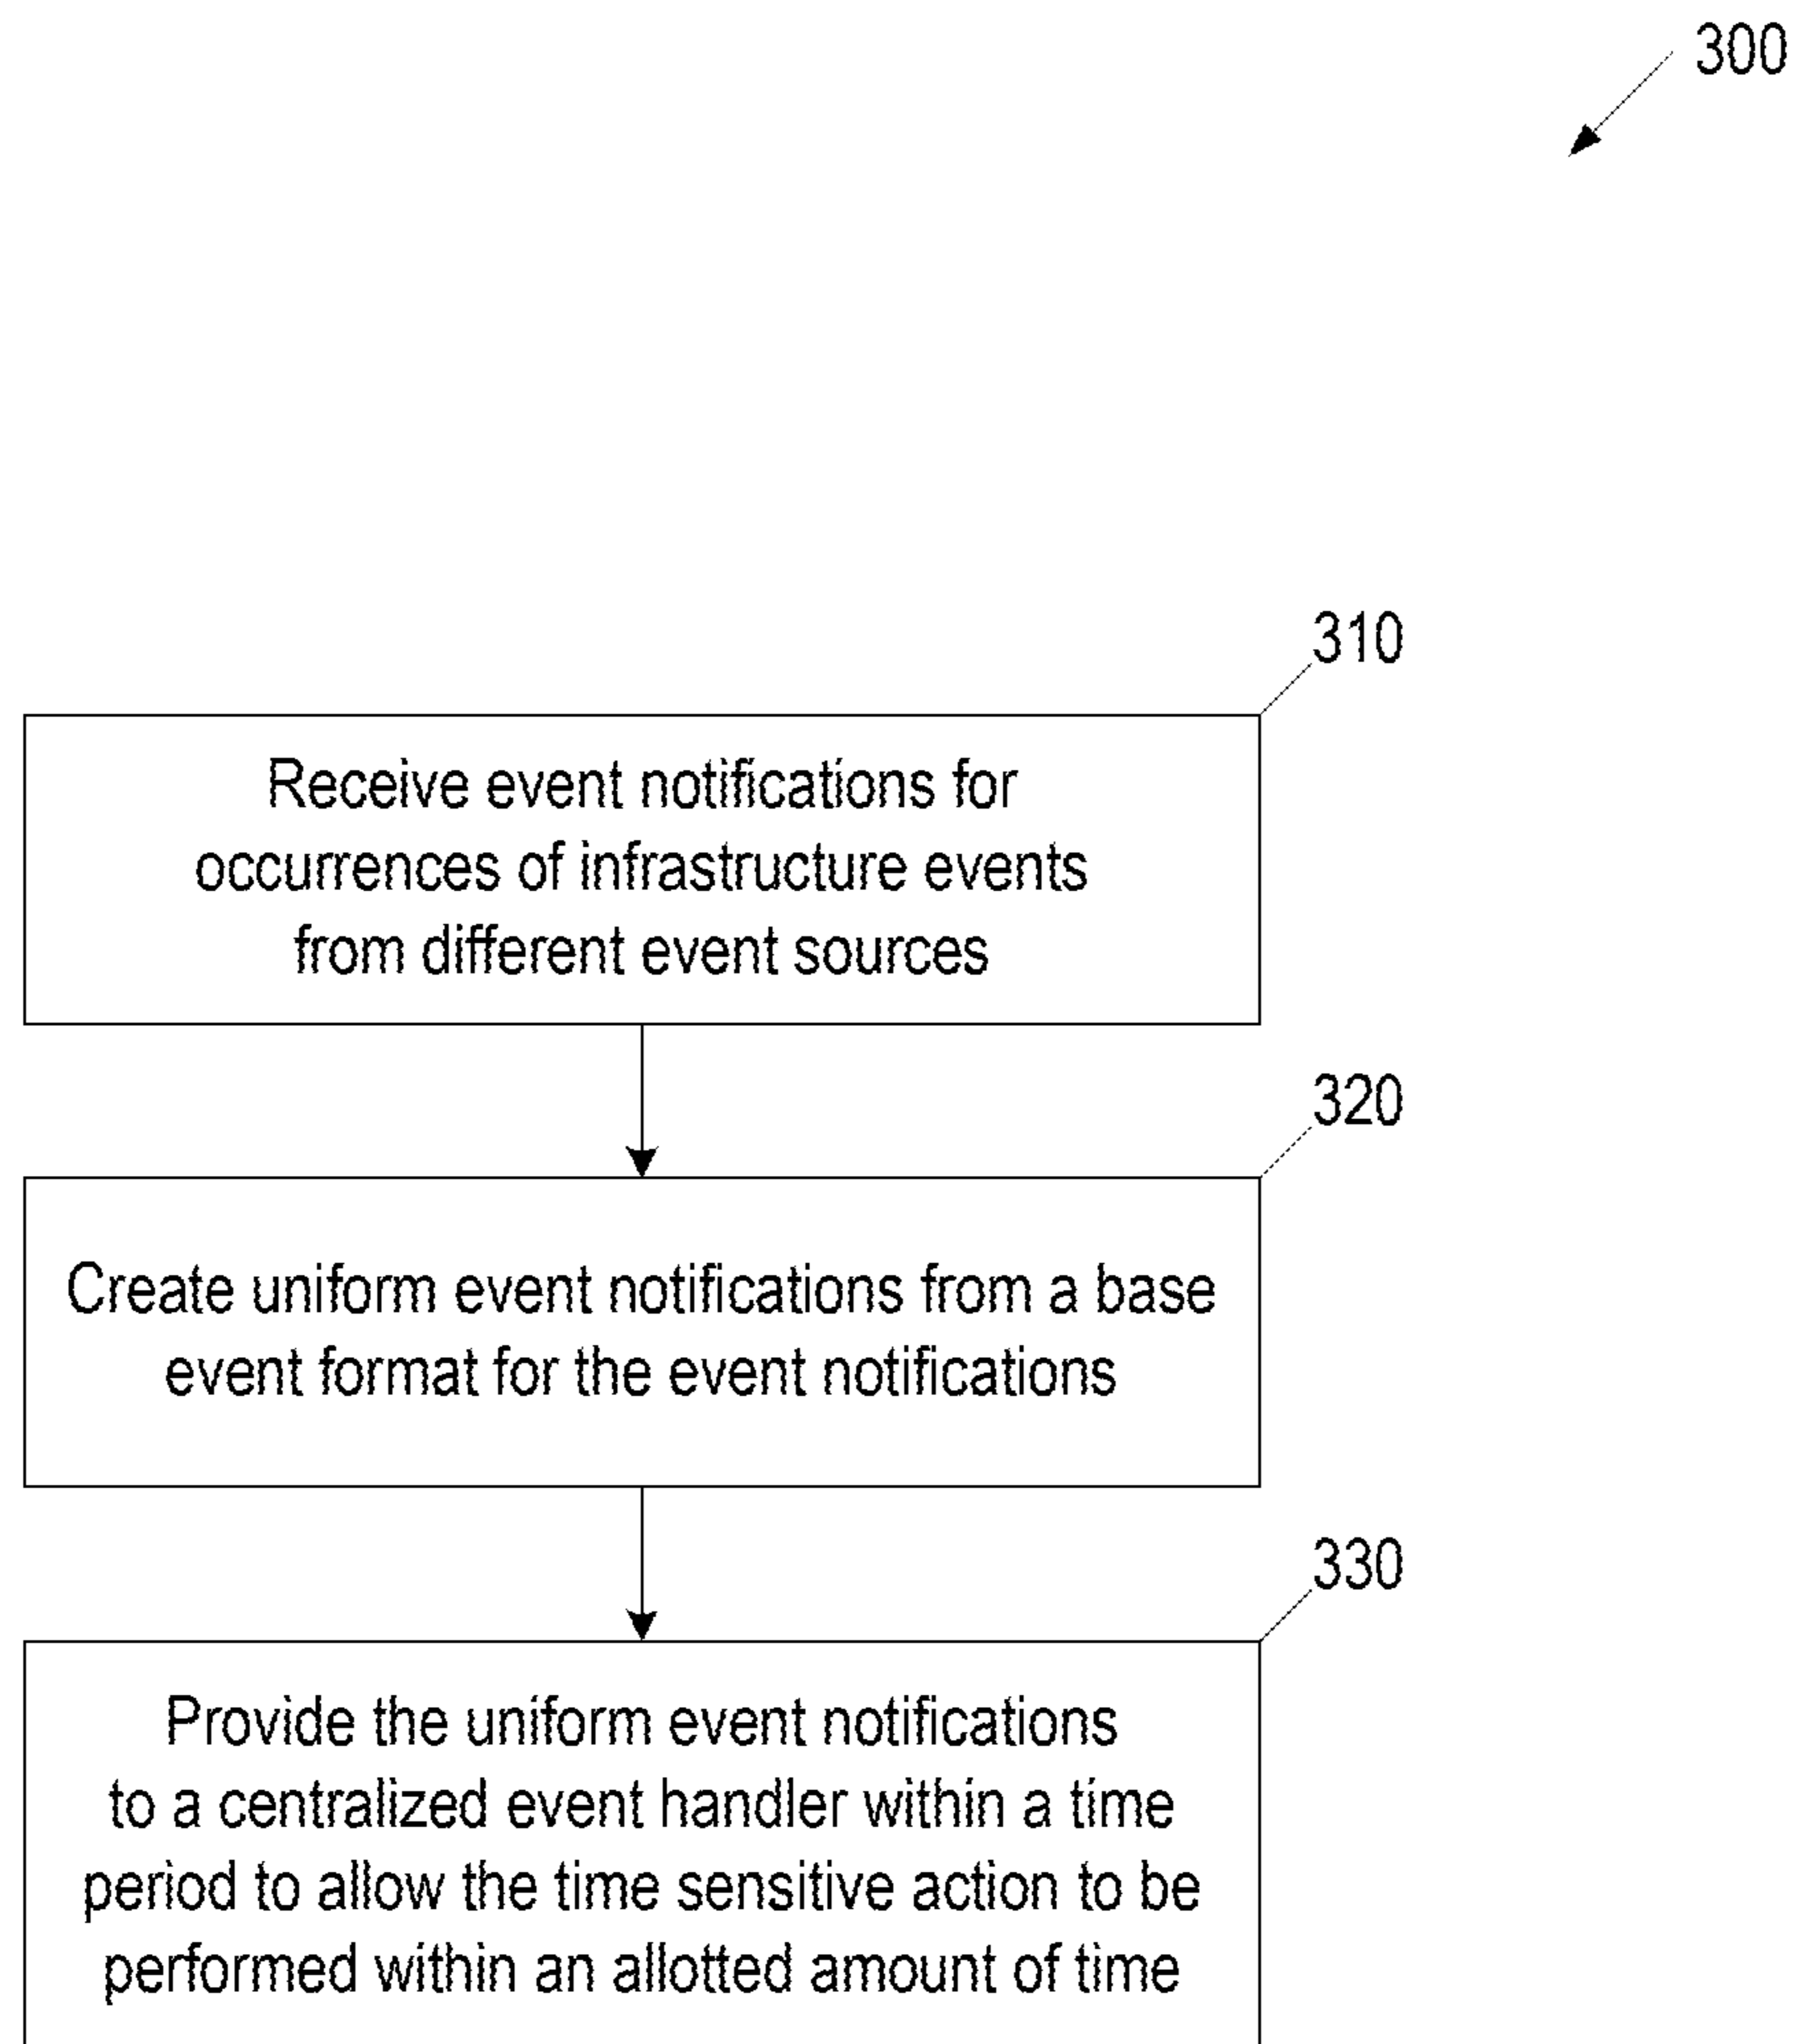 300
310
Receive event notifications for
occurrences of infrastructure events
from different event sources
320
Create uniform event notifications from a base
event format for the event notifications
330
Provide the uniform event notifications
to a centralized event handler within a time
period to allow the time sensitive action to be
performed within an allotted amount of time